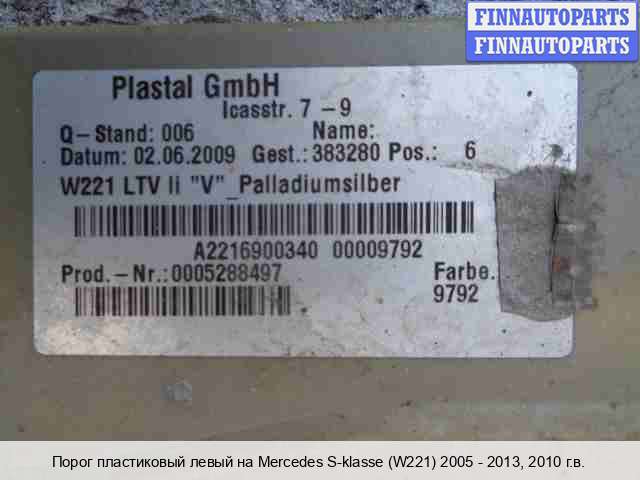 FINNAUTOPARTS
FINNAUTOPARTS
Plastal GmbH
Icasstr. 7 -9
Q-Stand: 006 Name:
Datum: 02.06.2009 Gest.: 383280 Pos.: 6
W221 LTV li "V"_Palladiumsilber
A2216900340 00009792
Prod.-Nr.:0005288497 Farbe.
9792
Порог пластиковый левый на Mercedes S-klasse (W221) 2005 - 2013, 2010 г.в.